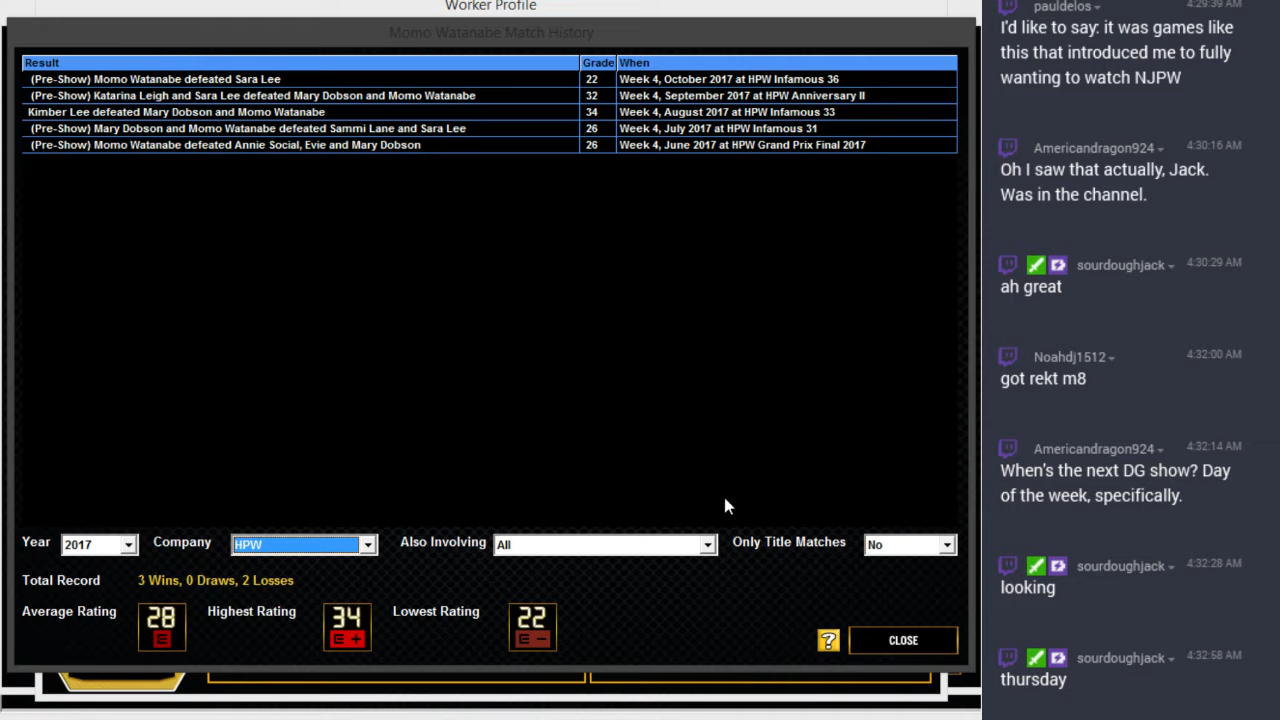 Worker Profile
Momo Watanabe Match History
Result Grade When
(Pre-Show) Momo Watanabe defeated Sara Lee 22 Week 4, October 2017 at HPW Infamous 36
(Pre-Show) Katarina Leigh and Sara Lee defeated Mary Dobson and Momo Watanabe 32 Week 4, September 2017 at HPW Anniversary II
Kimber Lee defeated Mary Dobson and Momo Watanabe 34 Week 4, August 2017 at HPW Infamous 33
(Pre-Show) Mary Dobson and Momo Watanabe defeated Sammi Lane and Sara Lee 26 Week 4, July 2017 at HPW Infamous 31
(Pre-Show) Momo Watanabe defeated Annie Social, Evie and Mary Dobson 26 Week 4, June 2017 at HPW Grand Prix Final 2017
Year 2017 Company HPW Also Involving All Only Title Matches No
Total Record 3 Wins, 0 Draws, 2 Losses
Average Rating 28 E Highest Rating 34 E + Lowest Rating 22 E -
? CLOSE
pauldelos 4:29:39 AM
I'd like to say: it was games like
this that introduced me to fully
wanting to watch NJPW
Americandragon924 4:30:16 AM
Oh I saw that actually, Jack.
Was in the channel.
sourdoughjack 4:30:29 AM
ah great
Noahdj1512 4:32:00 AM
got rekt m8
Americandragon924 4:32:14 AM
When's the next DG show? Day
of the week, specifically.
sourdoughjack 4:32:28 AM
looking
sourdoughjack 4:32:58 AM
thursday